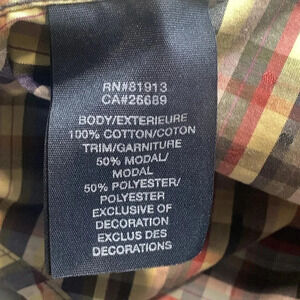 RN#81913
CA#26689
BODY/EXTERIEURE
100% COTTON/COTON
TRIM/GARNITURE
50% MODAL/
MODAL
50% POLYESTER/
POLYESTER
EXCLUSIVE OF
DECORATION
EXCLUS DES
DECORATIONS